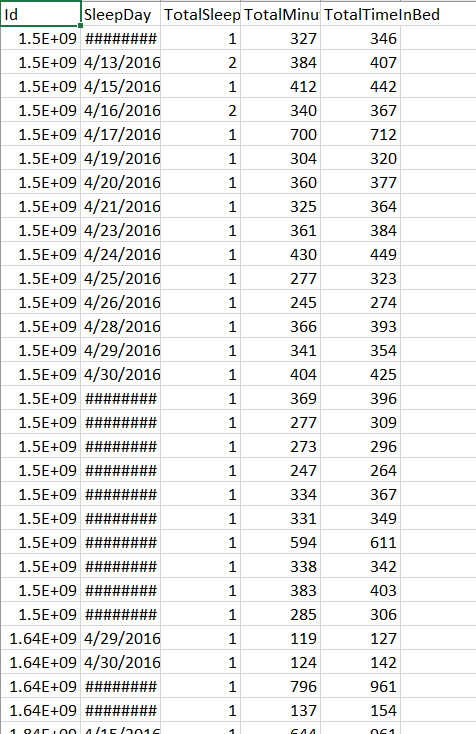 Id SleepDay TotalSleep TotalMinu TotalTimeInBed
1.5E+09 ######## 1 327 346
1.5E+09 4/13/2016 2 384 407
1.5E+09 4/15/2016 1 412 442
1.5E+09 4/16/2016 2 340 367
1.5E+09 4/17/2016 1 700 712
1.5E+09 4/19/2016 1 304 320
1.5E+09 4/20/2016 1 360 377
1.5E+09 4/21/2016 1 325 364
1.5E+09 4/23/2016 1 361 384
1.5E+09 4/24/2016 1 430 449
1.5E+09 4/25/2016 1 277 323
1.5E+09 4/26/2016 1 245 274
1.5E+09 4/28/2016 1 366 393
1.5E+09 4/29/2016 1 341 354
1.5E+09 4/30/2016 1 404 425
1.5E+09 ######## 1 369 396
1.5E+09 ######## 1 277 309
1.5E+09 ######## 1 273 296
1.5E+09 ######## 1 247 264
1.5E+09 ######## 1 334 367
1.5E+09 ######## 1 331 349
1.5E+09 ######## 1 594 611
1.5E+09 ######## 1 338 342
1.5E+09 ######## 1 383 403
1.5E+09 ######## 1 285 306
1.64E+09 4/29/2016 1 119 127
1.64E+09 4/30/2016 1 124 142
1.64E+09 ######## 1 796 961
1.64E+09 ######## 1 137 154
1.84E+09 4/15/2016 1 644 961